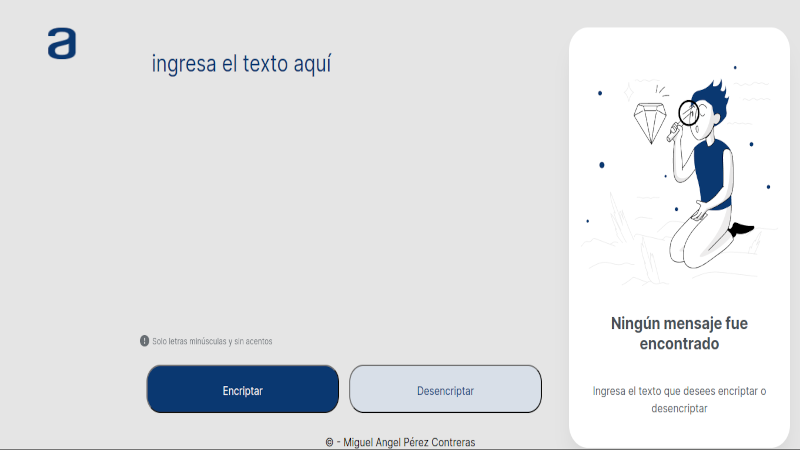 a
ingresa el texto aquí
Solo letras minúsculas y sin acentos
Encriptar
Desencriptar
© - Miguel Angel Pérez Contreras
Ningún mensaje fue
encontrado
Ingresa el texto que desees encriptar o
desencriptar